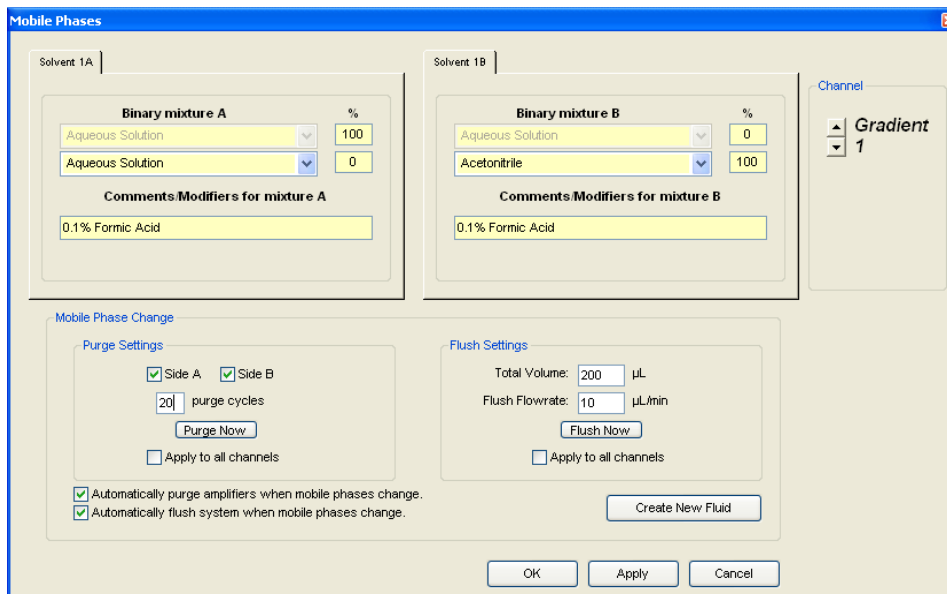 Mobile Phases
Solvent 1A
Binary mixture A %
Aqueous Solution 100
Aqueous Solution 0
Comments/Modifiers for mixture A
0.1% Formic Acid
Solvent 1B
Binary mixture B %
Aqueous Solution 0
Acetonitrile 100
Comments/Modifiers for mixture B
0.1% Formic Acid
Channel
Gradient
1
Mobile Phase Change
Purge Settings
Side A Side B
20 purge cycles
Purge Now
Apply to all channels
Flush Settings
Total Volume: 200 µL
Flush Flowrate: 10 µL/min
Flush Now
Apply to all channels
Automatically purge amplifiers when mobile phases change.
Automatically flush system when mobile phases change.
Create New Fluid
OK Apply Cancel